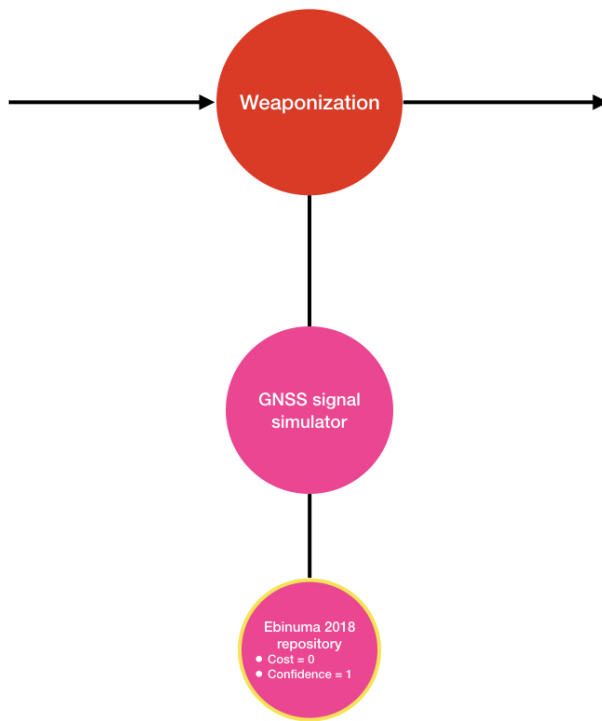 Weaponization
GNSS signal
simulator
Ebinuma 2018
repository
● Cost = 0
● Confidence = 1